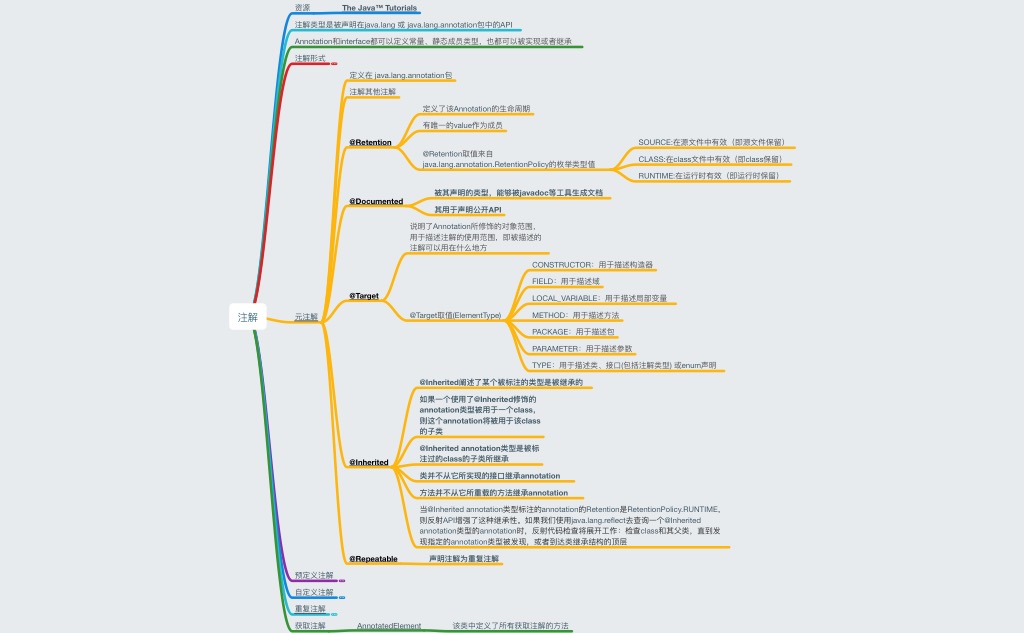 资源 The Java™ Tutorials
注解类型是被声明在java.lang 或 java.lang.annotation包中的API
Annotation和interface都可以定义常量、静态成员类型，也都可以被实现或者继承
注解形式
定义在 java.lang.annotation包
注解其他注解
定义了该Annotation的生命周期
有唯一的value作为成员
@Retention
@Retention取值来自
java.lang.annotation.RetentionPolicy的枚举类型值
SOURCE:在源文件中有效（即源文件保留）
CLASS:在class文件中有效（即class保留）
RUNTIME:在运行时有效（即运行时保留）
被其声明的类型，能够被javadoc等工具生成文档
@Documented
其用于声明公开API
说明了Annotation所修饰的对象范围，
用于描述注解的使用范围，即被描述的
注解可以用在什么地方
@Target
@Target取值(ElementType)
CONSTRUCTOR：用于描述构造器
FIELD：用于描述域
LOCAL_VARIABLE：用于描述局部变量
METHOD：用于描述方法
PACKAGE：用于描述包
PARAMETER：用于描述参数
TYPE：用于描述类、接口(包括注解类型) 或enum声明
注解
元注解
@Inherited阐述了某个被标注的类型是被继承的
如果一个使用了@Inherited修饰的
annotation类型被用于一个class，
则这个annotation将被用于该class
的子类
@Inherited annotation类型是被标
注过的class的子类所继承
@Inherited
类并不从它所实现的接口继承annotation
方法并不从它所重载的方法继承annotation
当@Inherited annotation类型标注的annotation的Retention是RetentionPolicy.RUNTIME，
则反射API增强了这种继承性。如果我们使用java.lang.reflect去查询一个@Inherited
annotation类型的annotation时，反射代码检查将展开工作：检查class和其父类，直到发
现指定的annotation类型被发现，或者到达类继承结构的顶层
@Repeatable 声明注解为重复注解
预定义注解
自定义注解
重复注解
获取注解 AnnotatedElement 该类中定义了所有获取注解的方法